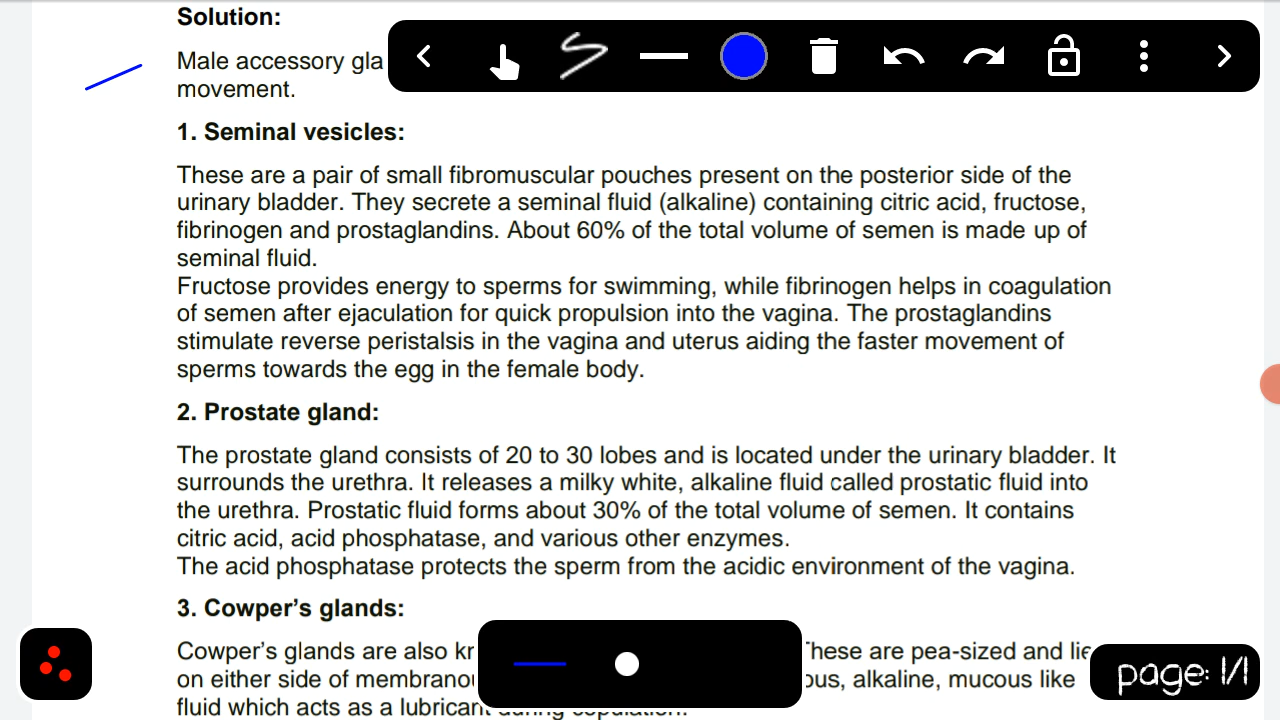 Solution:
Male accessory gla
movement.
1. Seminal vesicles:
These are a pair of small fibromuscular pouches present on the posterior side of the
urinary bladder. They secrete a seminal fluid (alkaline) containing citric acid, fructose,
fibrinogen and prostaglandins. About 60% of the total volume of semen is made up of
seminal fluid.
Fructose provides energy to sperms for swimming, while fibrinogen helps in coagulation
of semen after ejaculation for quick propulsion into the vagina. The prostaglandins
stimulate reverse peristalsis in the vagina and uterus aiding the faster movement of
sperms towards the egg in the female body.
2. Prostate gland:
The prostate gland consists of 20 to 30 lobes and is located under the urinary bladder. It
surrounds the urethra. It releases a milky white, alkaline fluid called prostatic fluid into
the urethra. Prostatic fluid forms about 30% of the total volume of semen. It contains
citric acid, acid phosphatase, and various other enzymes.
The acid phosphatase protects the sperm from the acidic environment of the vagina.
3. Cowper’s glands:
Cowper’s glands are also kn These are pea-sized and lie
on either side of membranou ous, alkaline, mucous like
fluid which acts as a lubricant during copulation.
page: 1/1